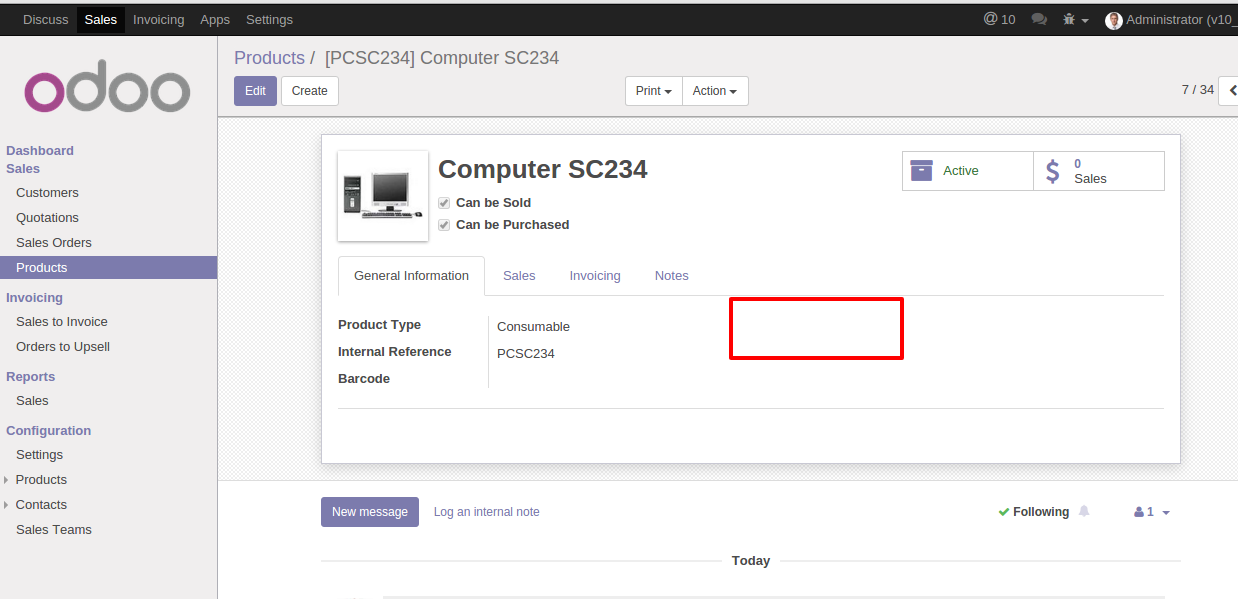 Discuss Sales Invoicing Apps Settings @ 10 Administrator (v10_
odoo
Products / [PCSC234] Computer SC234
Edit Create Print Action 7 / 34
Dashboard
Sales
Customers
Quotations
Sales Orders
Products
Invoicing
Sales to Invoice
Orders to Upsell
Reports
Sales
Configuration
Settings
Products
Contacts
Sales Teams
Computer SC234
Can be Sold
Can be Purchased
Active
$ 0
Sales
General Information Sales Invoicing Notes
Product Type Consumable
Internal Reference PCSC234
Barcode
New message Log an internal note Following 1
Today